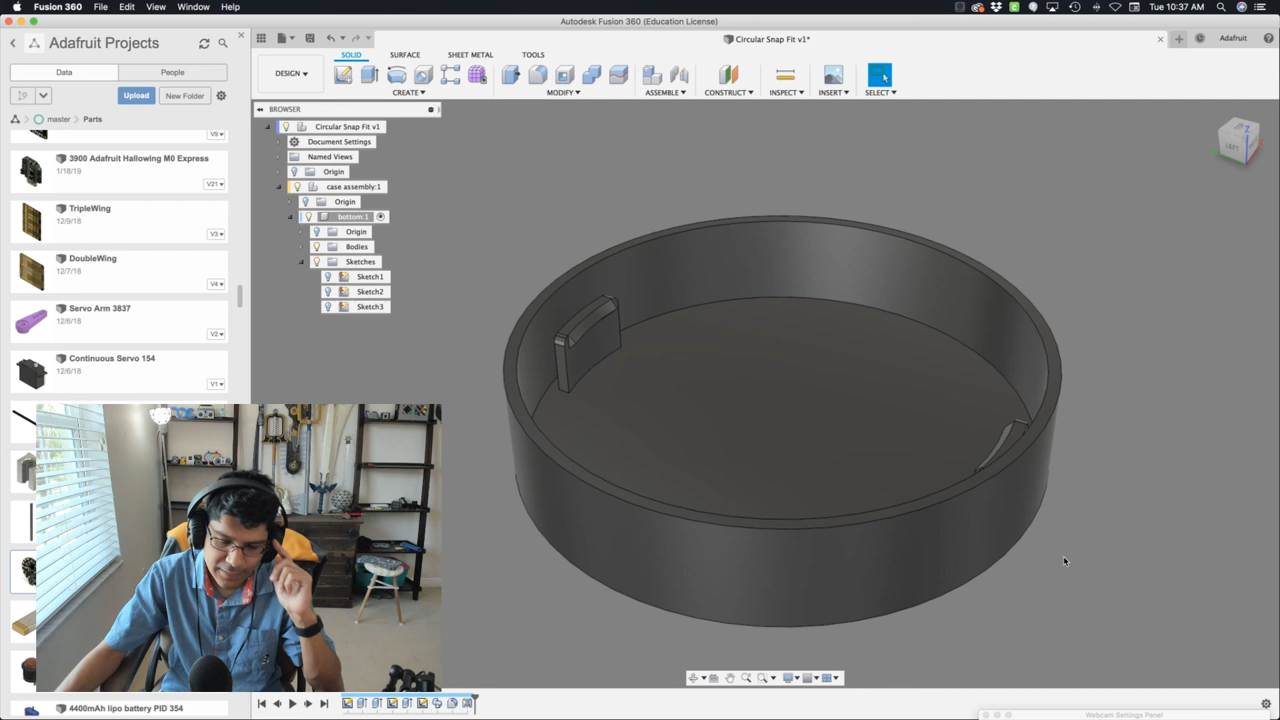 Fusion 360 File Edit View Window Help
Tue 10:37 AM
Autodesk Fusion 360 (Education License)
Adafruit Projects
Circular Snap Fit v1*
Adafruit
Data People
Upload New Folder
master Parts
V9
3900 Adafruit Hallowing M0 Express
1/18/19
V21
TripleWing
12/9/18
V3
DoubleWing
12/7/18
V4
Servo Arm 3837
12/6/18
V2
Continuous Servo 154
12/6/18
V1
4400mAh lipo battery PID 354
SOLID SURFACE SHEET METAL TOOLS
DESIGN
CREATE MODIFY ASSEMBLE CONSTRUCT INSPECT INSERT SELECT
BROWSER
Circular Snap Fit v1
Document Settings
Named Views
Origin
case assembly:1
Origin
bottom:1
Origin
Bodies
Sketches
Sketch1
Sketch2
Sketch3
Z
LEFT
Webcam Settings Panel